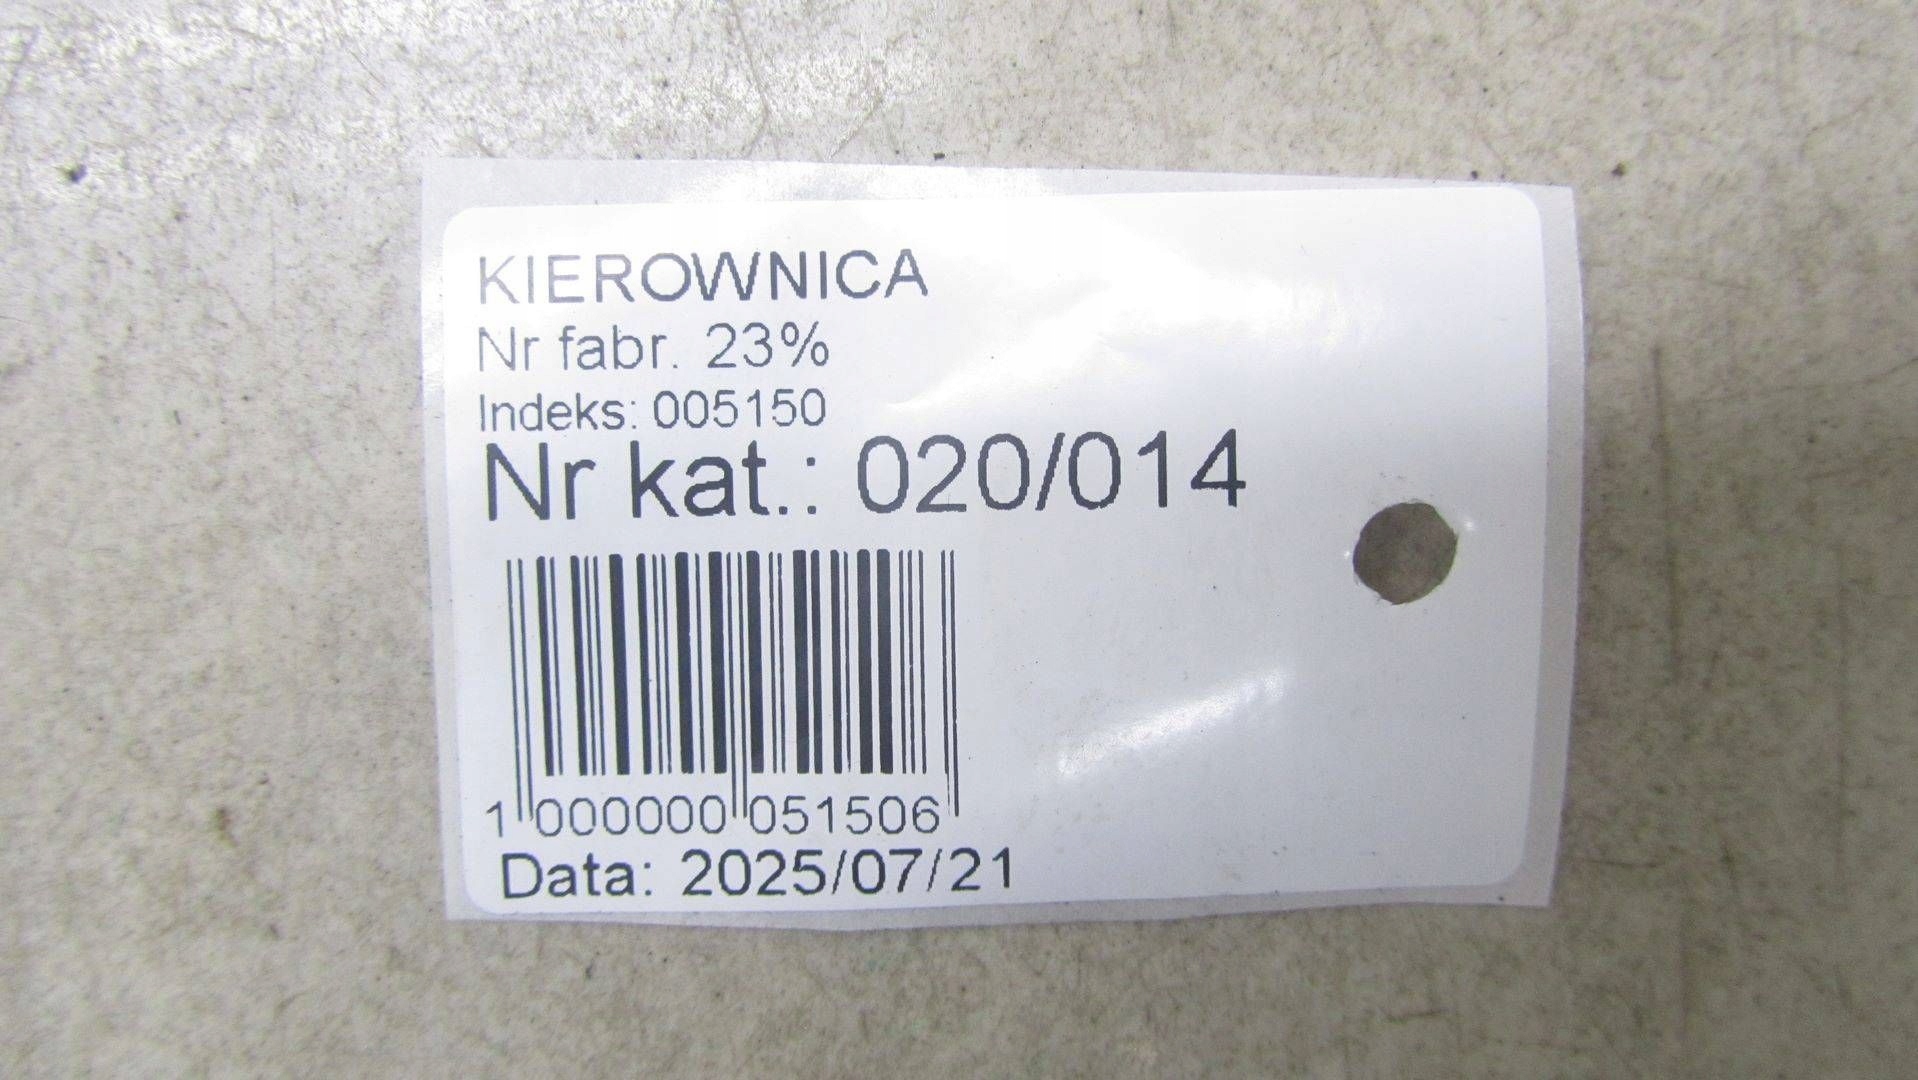 KIEROWNICA
Nr fabr. 23%
Indeks: 005150
Nr kat.: 020/014
1 000000 051506
Data: 2025/07/21